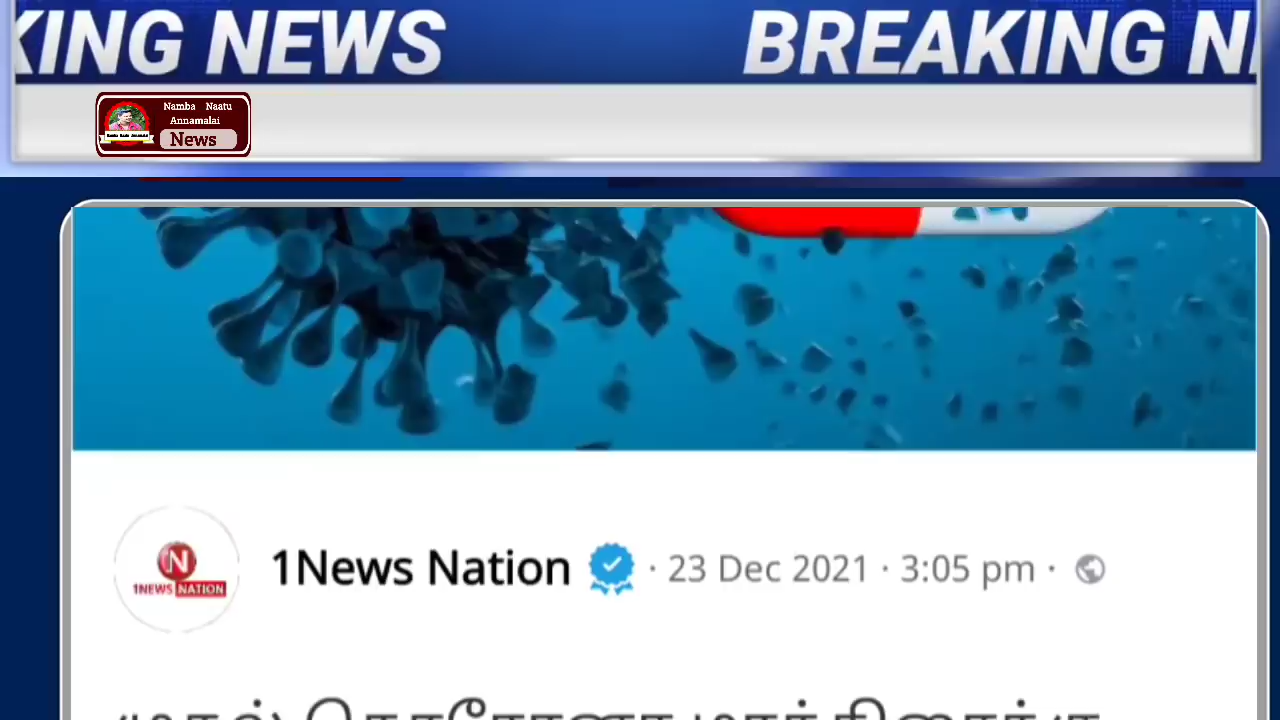 KING NEWS BREAKING N
Namba Naatu
Annamalai
News
1News Nation · 23 Dec 2021 · 3:05 pm ·
N
1NEWS NATION